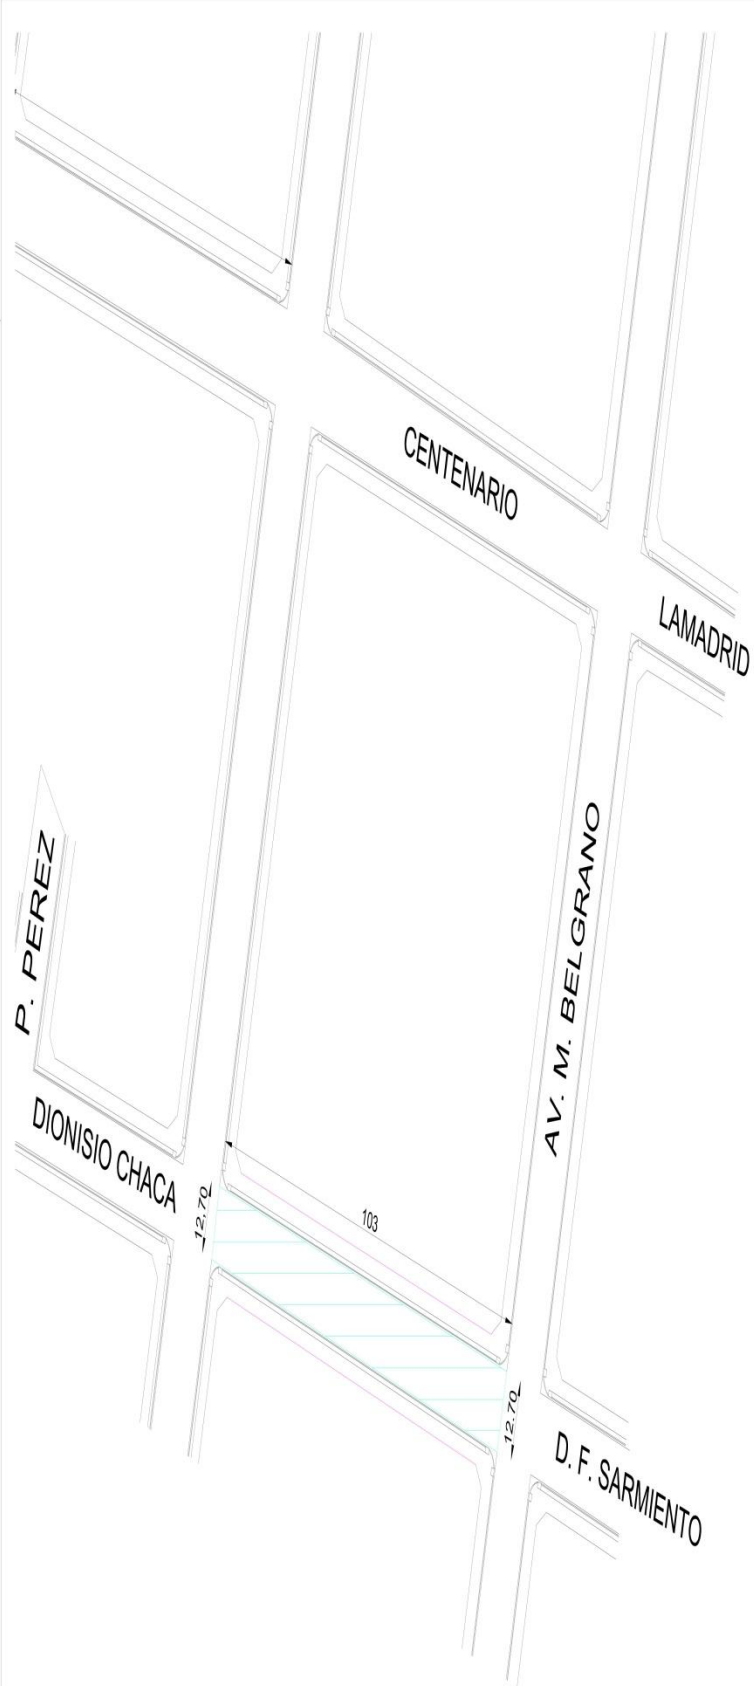 CENTENARIO
LAMADRID
AV. M. BELGRANO
P. PEREZ
DIONISIO CHACA
12,70
103
12.70
D. F. SARMIENTO